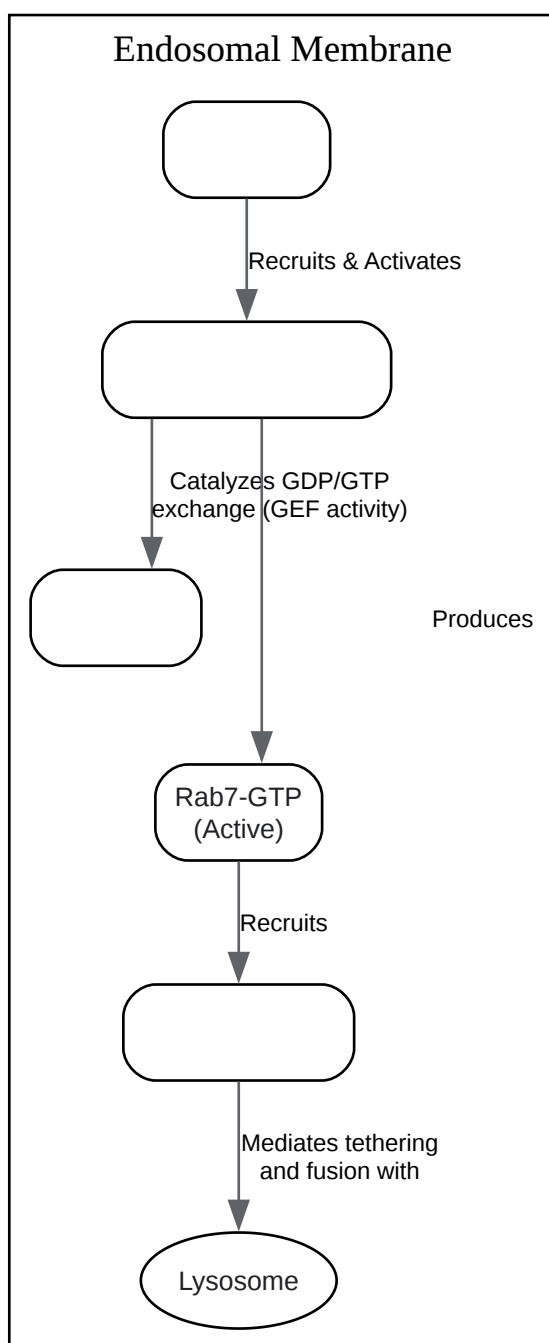 Endosomal Membrane
Recruits & Activates
Catalyzes GDP/GTP
exchange (GEF activity)
Produces
Rab7-GTP
(Active)
Recruits
Mediates tethering
and fusion with
Lysosome